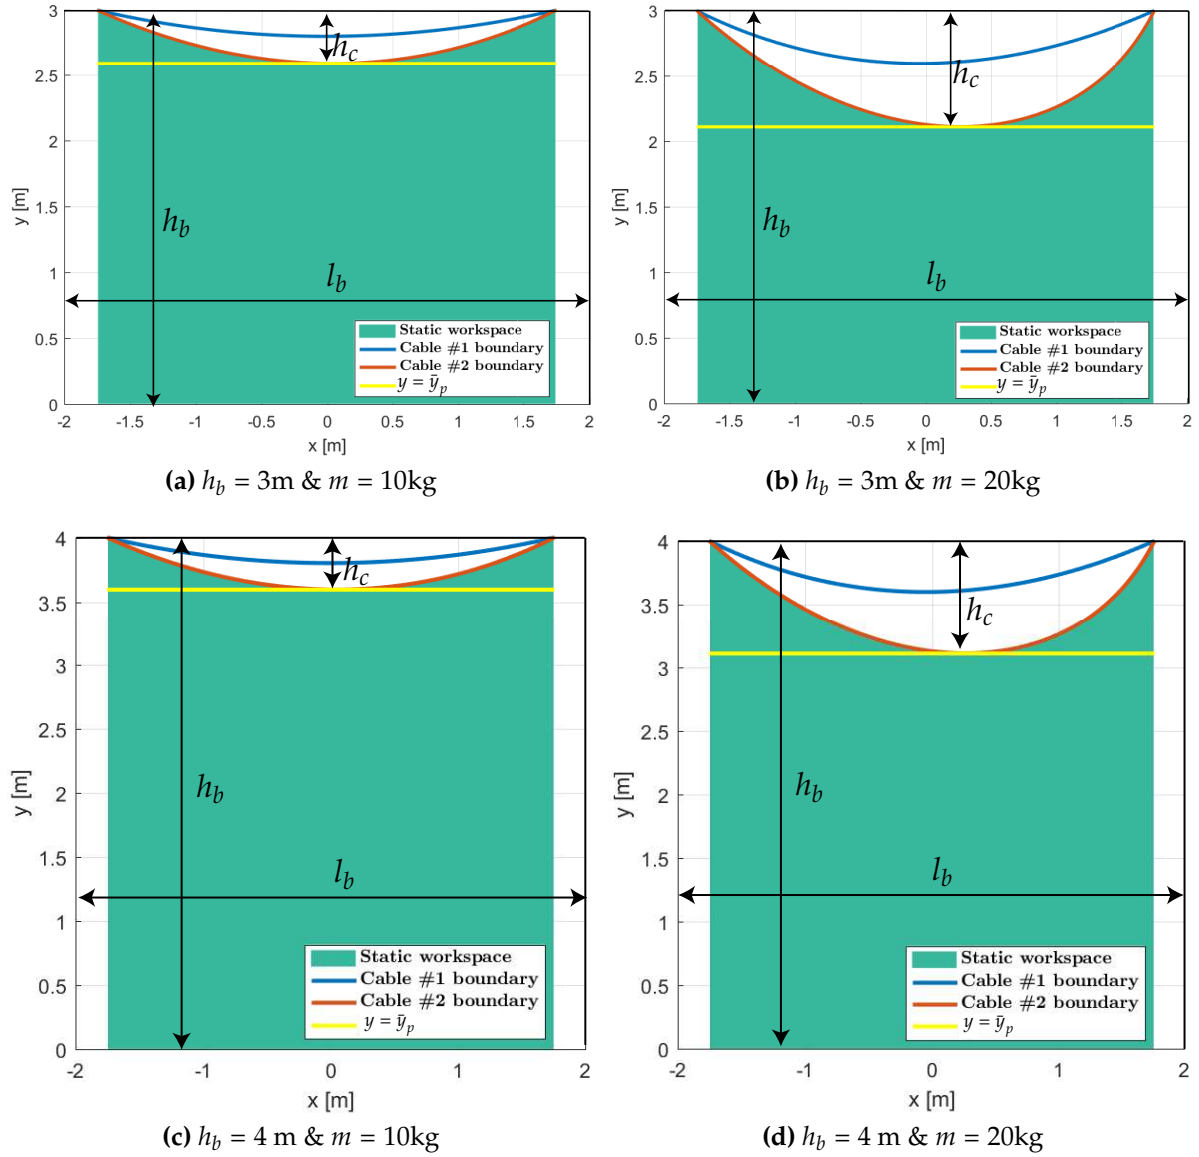 3
2.5
2
1.5
1
0.5
0
y [m]
h_c
h_b
l_b
Static workspace
Cable #1 boundary
Cable #2 boundary
y = ȳ_p
-2 -1.5 -1 -0.5 0 0.5 1 1.5 2
x [m]
(a) h_b = 3m & m = 10kg
3
2.5
2
1.5
1
0.5
0
y [m]
h_c
h_b
l_b
Static workspace
Cable #1 boundary
Cable #2 boundary
y = ȳ_p
-2 -1.5 -1 -0.5 0 0.5 1 1.5 2
x [m]
(b) h_b = 3m & m = 20kg
4
3.5
3
2.5
2
1.5
1
0.5
0
y [m]
h_c
h_b
l_b
Static workspace
Cable #1 boundary
Cable #2 boundary
y = ȳ_p
-2 -1 0 1 2
x [m]
(c) h_b = 4 m & m = 10kg
4
3.5
3
2.5
2
1.5
1
0.5
0
y [m]
h_c
h_b
l_b
Static workspace
Cable #1 boundary
Cable #2 boundary
y = ȳ_p
-2 -1 0 1 2
x [m]
(d) h_b = 4 m & m = 20kg